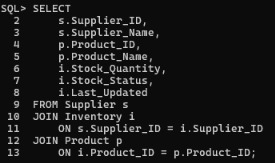 SQL> SELECT
  2      s.Supplier_ID,
  3      s.Supplier_Name,
  4      p.Product_ID,
  5      p.Product_Name,
  6      i.Stock_Quantity,
  7      i.Stock_Status,
  8      i.Last_Updated
  9  FROM Supplier s
 10  JOIN Inventory i
 11      ON s.Supplier_ID = i.Supplier_ID
 12  JOIN Product p
 13      ON i.Product_ID = p.Product_ID;